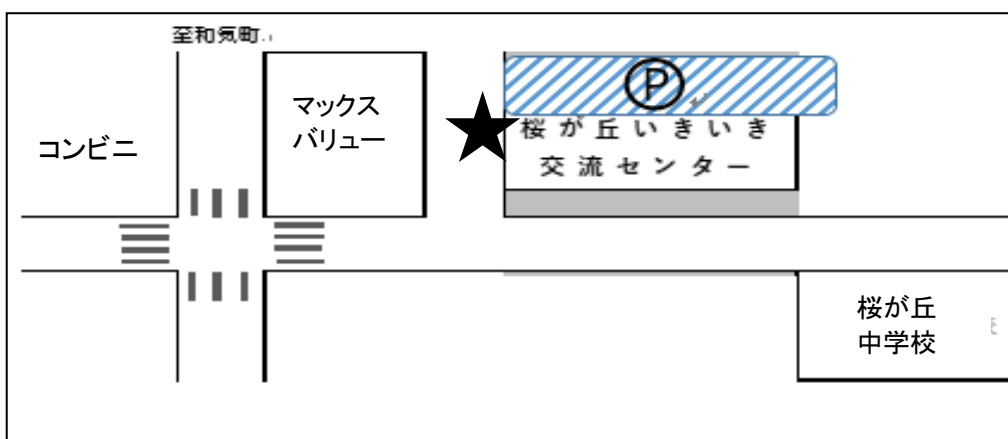 至和気町
コンビニ
マックス
バリュー
P
桜が丘いきいき
交流センター
桜が丘
中学校